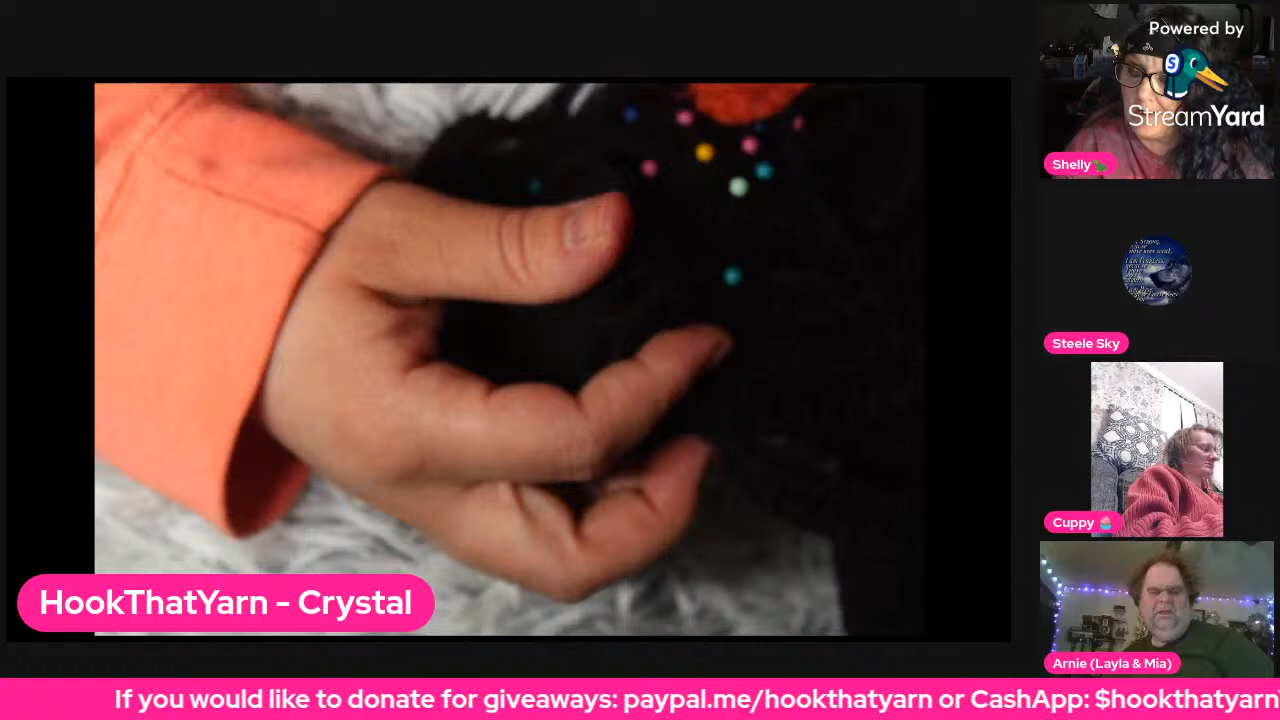 Powered by
S
StreamYard
Shelly
Steele Sky
Cuppy
Arnie (Layla & Mia)
HookThatYarn - Crystal
If you would like to donate for giveaways: paypal.me/hookthatyarn or CashApp: $hookthatyarn